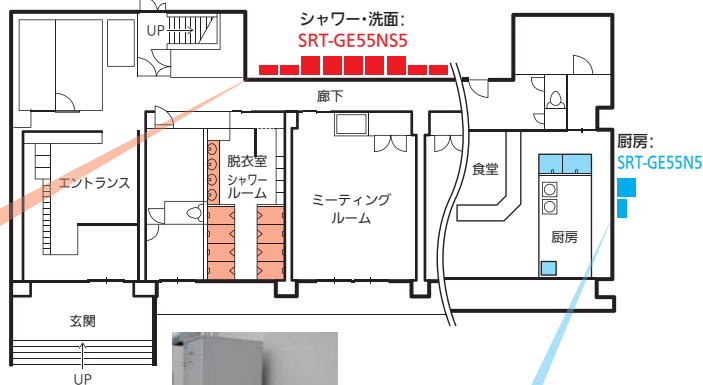 シャワー・洗面:
SRT-GE55NS5
UP
廊下
厨房:
SRT-GE55N5
脱衣室
シャワー
ルーム
エントランス
ミーティング
ルーム
食堂
厨房
玄関
UP